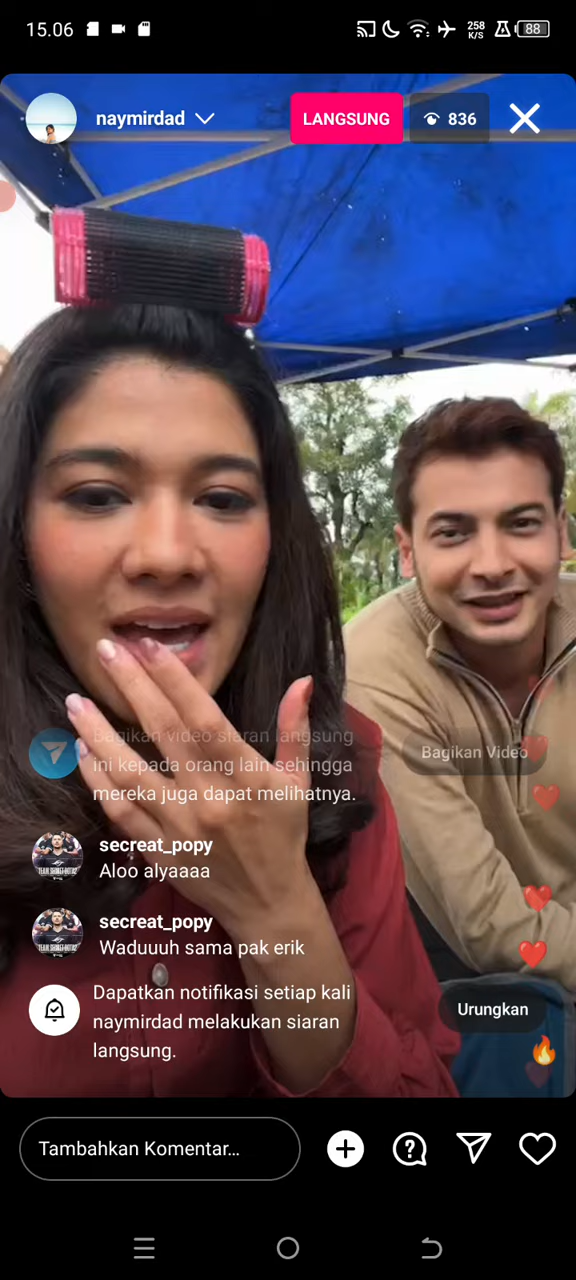 15.06
258
K/S
88
naymirdad
LANGSUNG
836
Bagikan video siaran langsung
ini kepada orang lain sehingga
mereka juga dapat melihatnya.
Bagikan Video
secreat_popy
Aloo alyaaaa
secreat_popy
Waduuuh sama pak erik
Dapatkan notifikasi setiap kali
naymirdad melakukan siaran
langsung.
Urungkan
Tambahkan Komentar...